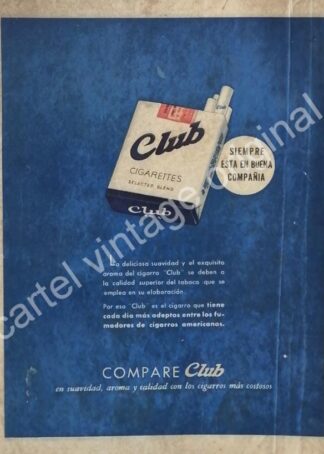 Club
CIGARETTES
SELECTED BLEND
Club
SIEMPRE
ESTA EN BUENA
COMPAÑIA
La deliciosa suavidad y el exquisito
aroma del cigarro "Club" se deben a
la calidad superior del tabaco que se
emplea en su elaboración.
Por eso "Club" es el cigarro que tiene
cada día más adeptos entre los fu-
madores de cigarros americanos.
COMPARE Club
en suavidad, aroma y calidad con los cigarros más costosos
cartel vintage original